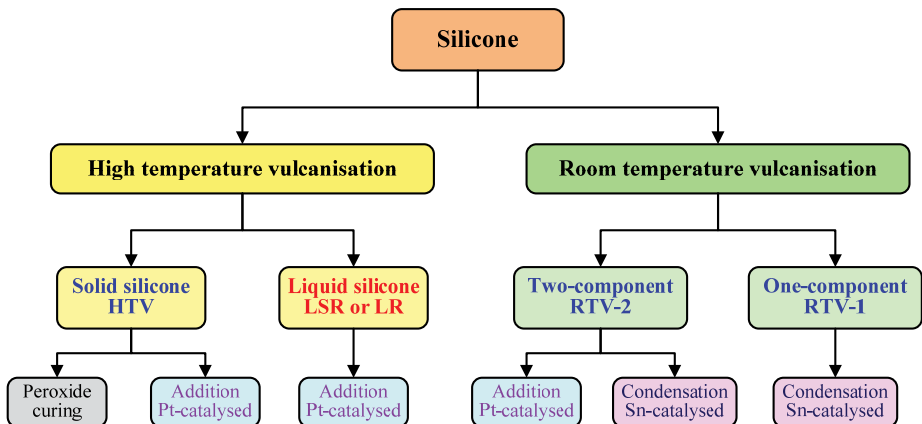 Silicone
High temperature vulcanisation
Room temperature vulcanisation
Solid silicone
HTV
Liquid silicone
LSR or LR
Two-component
RTV-2
One-component
RTV-1
Peroxide
curing
Addition
Pt-catalysed
Addition
Pt-catalysed
Addition
Pt-catalysed
Condensation
Sn-catalysed
Condensation
Sn-catalysed